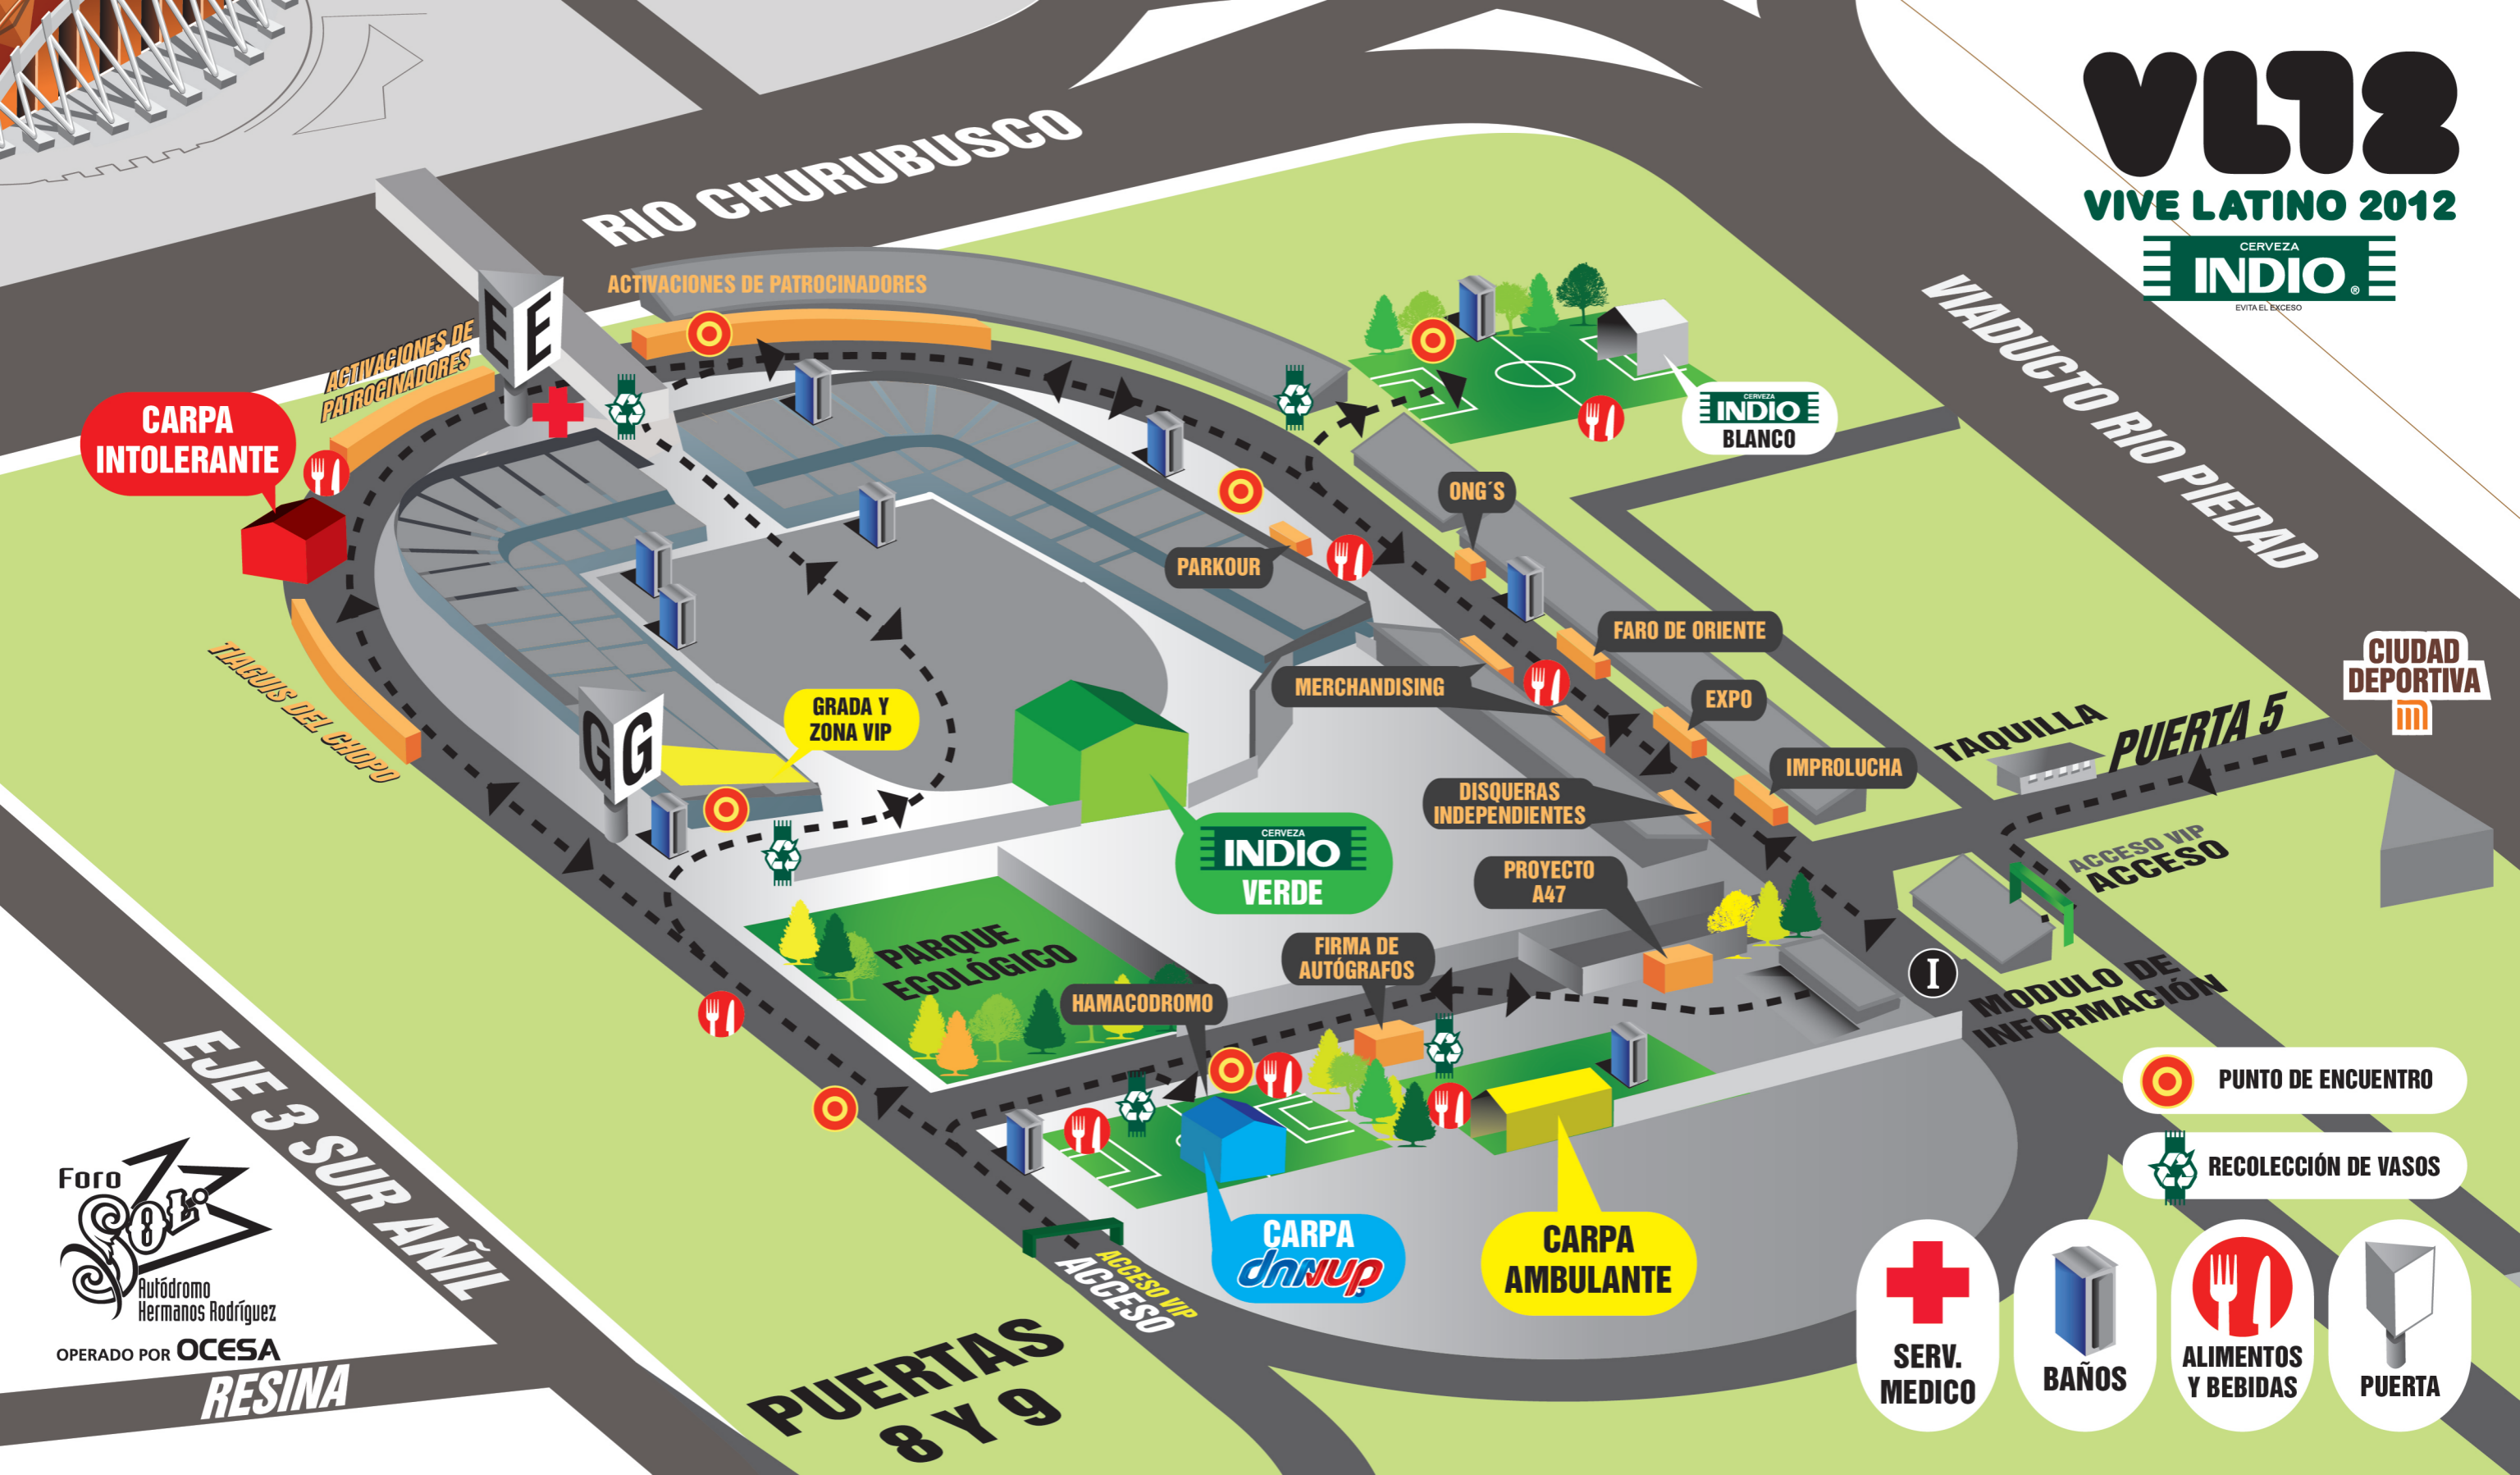 VL12
VIVE LATINO 2012
CERVEZA
INDIO®
EVITA EL EXCESO
RIO CHURUBUSCO
VIADUCTO RIO PIEDAD
ACTIVACIONES DE PATROCINADORES
ACTIVACIONES DE
PATROCINADORES
E E
CARPA
INTOLERANTE
CERVEZA
INDIO
BLANCO
ONG´S
PARKOUR
FARO DE ORIENTE
MERCHANDISING
EXPO
IMPROLUCHA
DISQUERAS
INDEPENDIENTES
TIAGUIS DEL CHOPO
GRADA Y
ZONA VIP
G G
CIUDAD
DEPORTIVA
TAQUILLA
PUERTA 5
ACCESO VIP
ACCESO
CERVEZA
INDIO
VERDE
PROYECTO
A47
FIRMA DE
AUTÓGRAFOS
HAMACODROMO
PARQUE
ECOLÓGICO
I
MODULO DE
INFORMACIÓN
EJE 3 SUR AÑIL
RESINA
Foro
Sol
Autódromo
Hermanos Rodríguez
OPERADO POR OCESA
CARPA
dannup
CARPA
AMBULANTE
ACCESO VIP
ACCESO
PUERTAS
8 Y 9
PUNTO DE ENCUENTRO
RECOLECCIÓN DE VASOS
SERV.
MEDICO
BAÑOS
ALIMENTOS
Y BEBIDAS
PUERTA